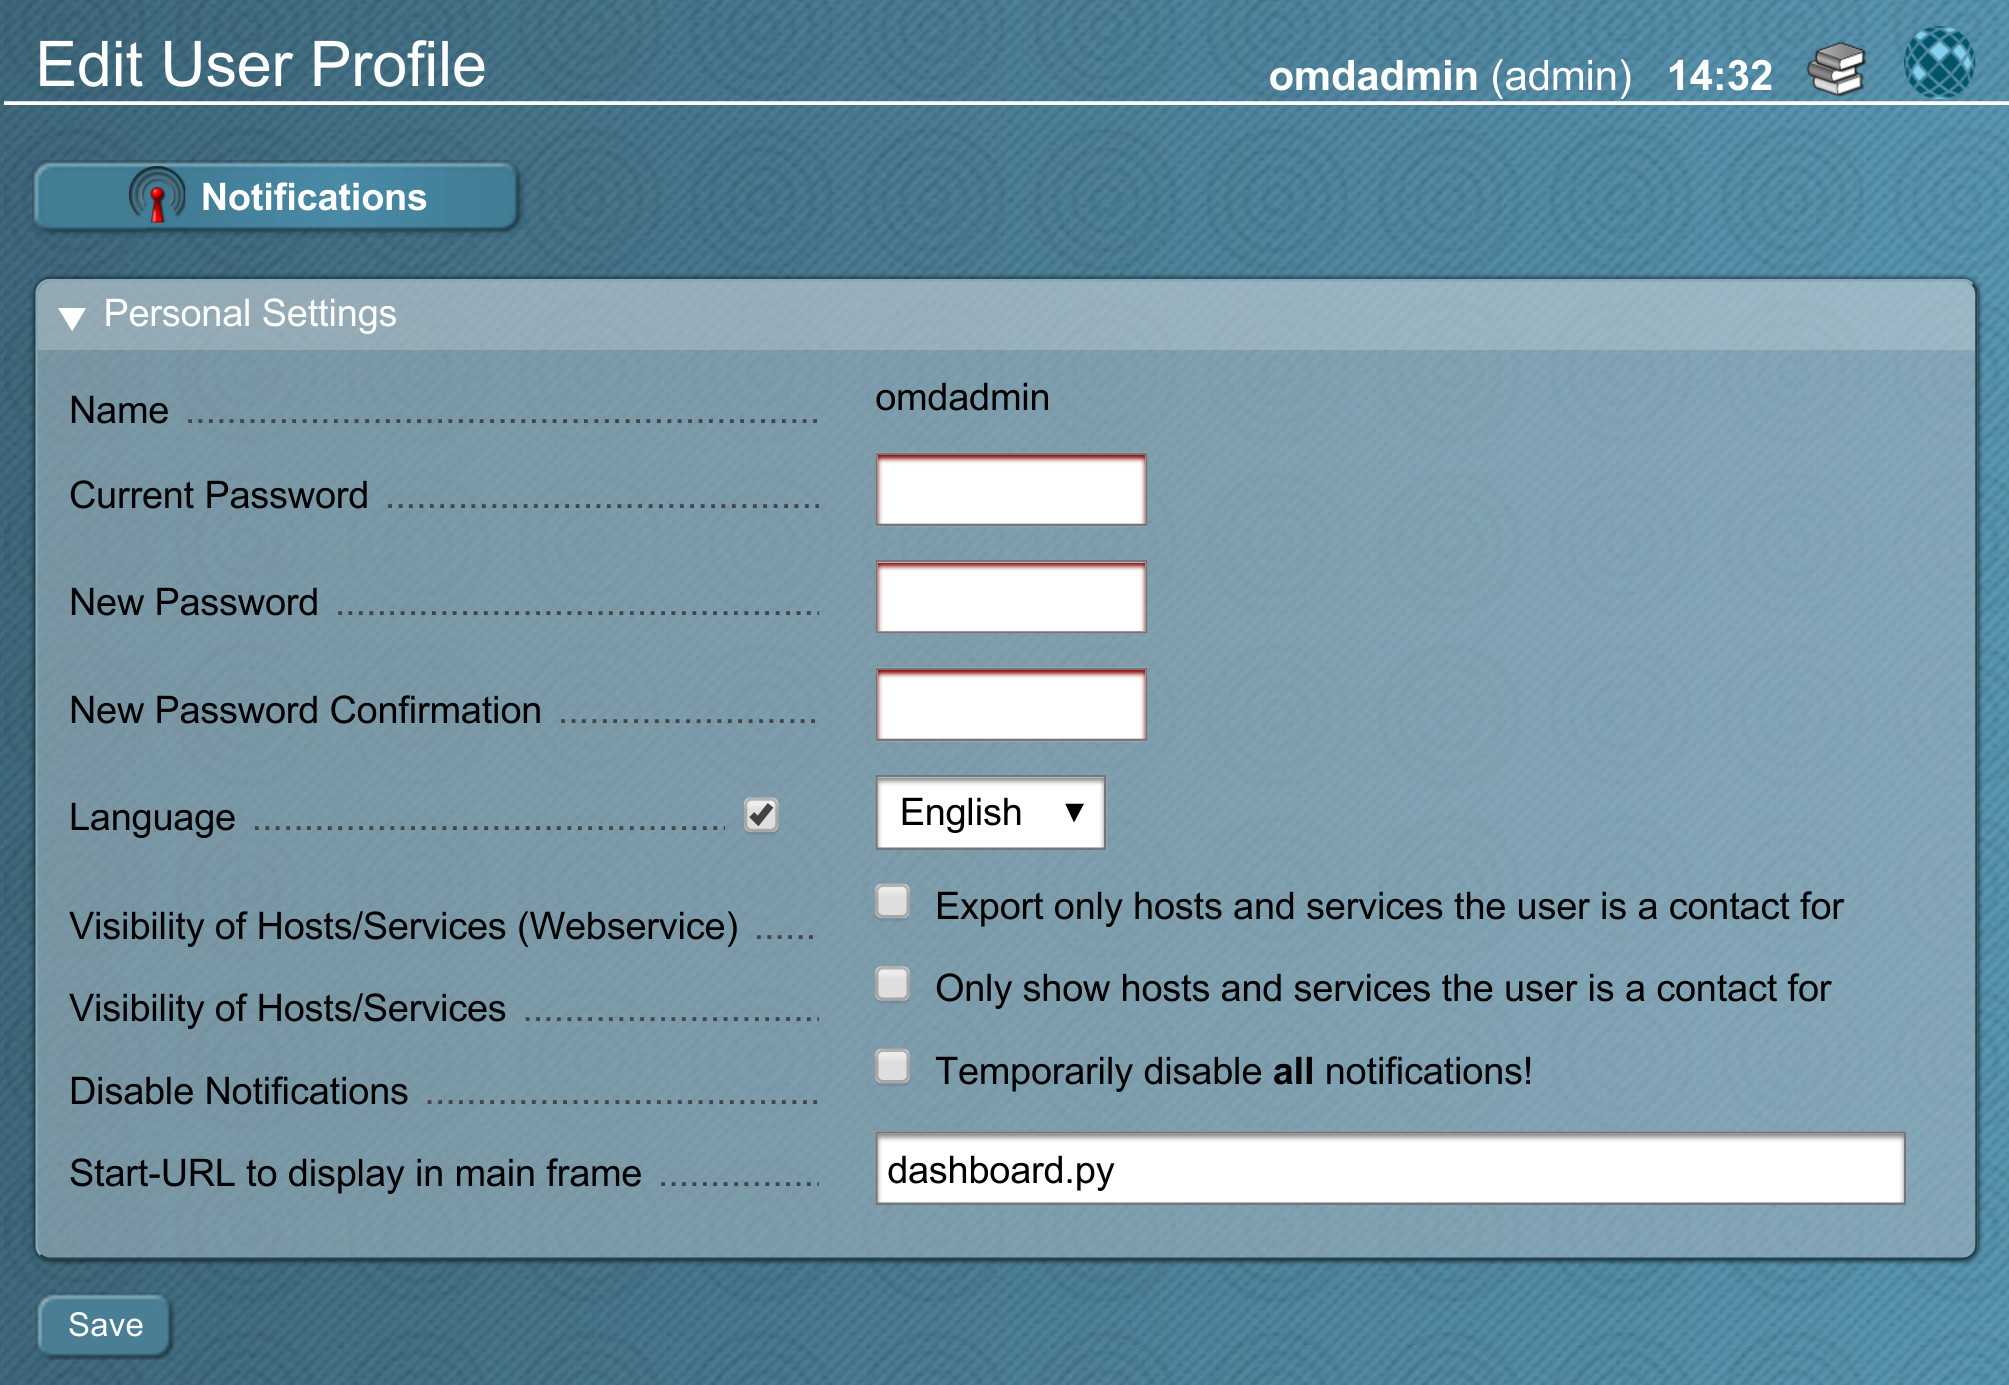 Edit User Profile
omdadmin (admin) 14:32
Notifications
Personal Settings
Name ............................................................. omdadmin
Current Password ..........................................
New Password ...............................................
New Password Confirmation .........................
Language .............................................. English
Visibility of Hosts/Services (Webservice) ...... Export only hosts and services the user is a contact for
Visibility of Hosts/Services ............................. Only show hosts and services the user is a contact for
Disable Notifications ...................................... Temporarily disable all notifications!
Start-URL to display in main frame ................ dashboard.py
Save